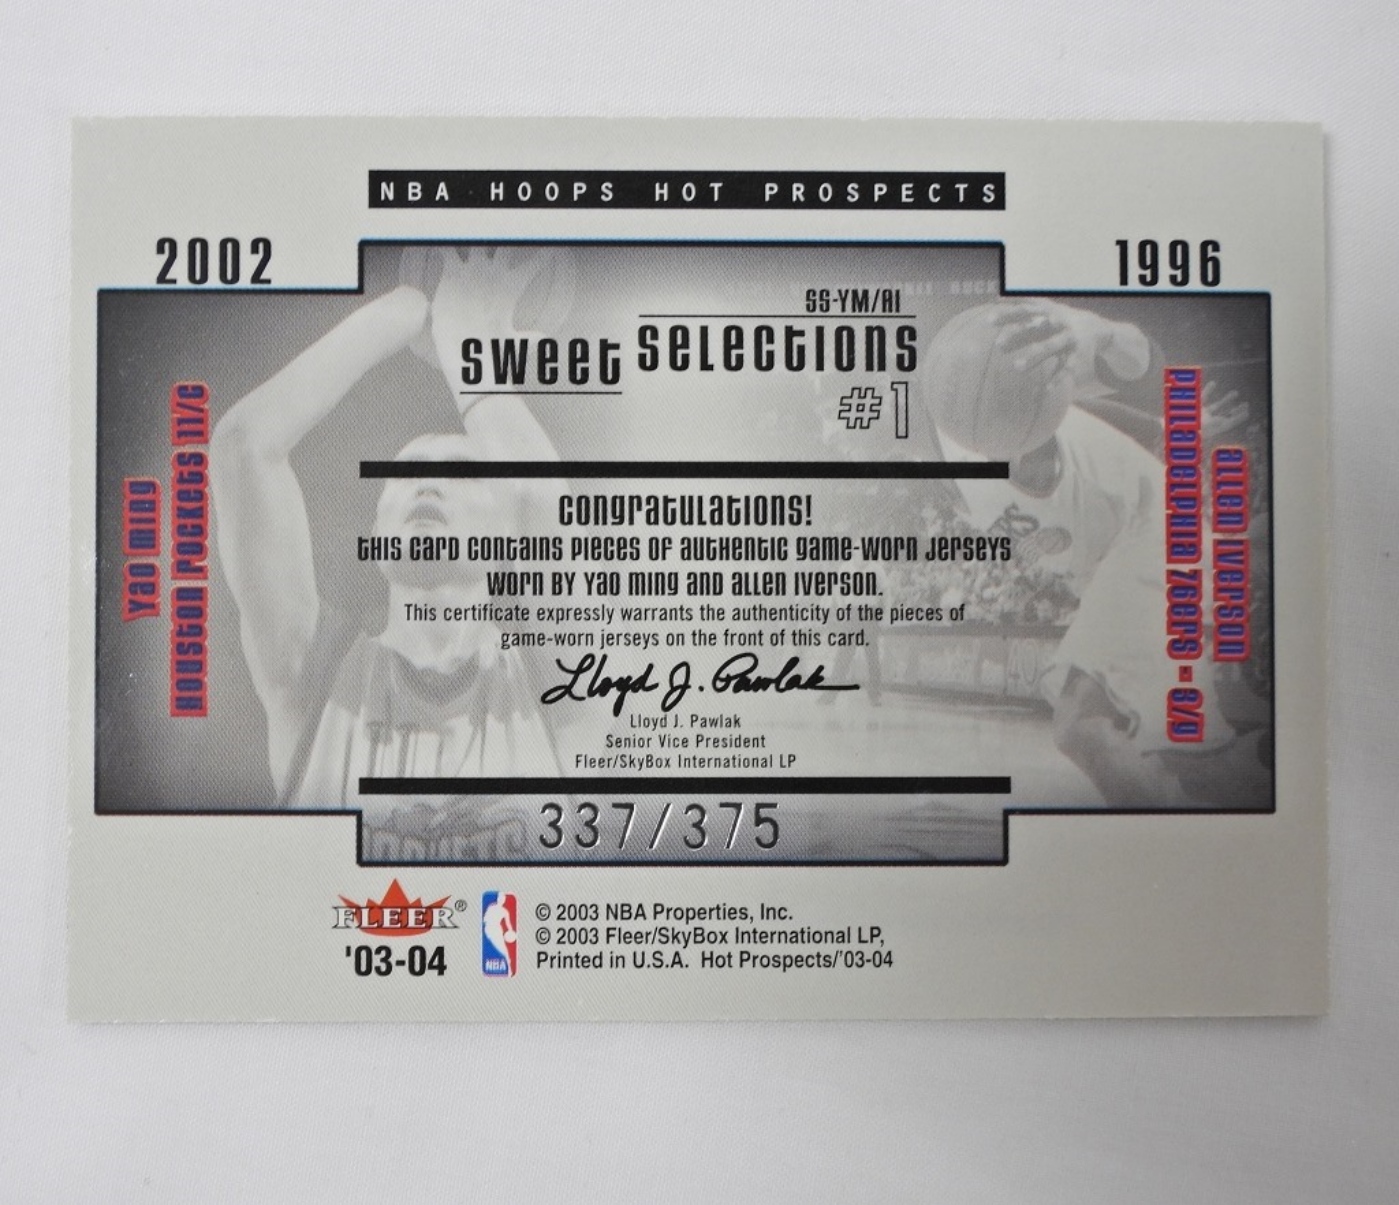 NBA HOOPS HOT PROSPECTS
2002
1996
SS-YM/AI
sweet selections
#1
Yao Ming
Houston Rockets 11/C
Allen Iverson
Philadelphia 76ers - 3/g
Congratulations!
This card contains pieces of authentic game-worn jerseys
worn by Yao Ming and Allen Iverson.
This certificate expressly warrants the authenticity of the pieces of
game-worn jerseys on the front of this card.
Lloyd J. Pawlak
Lloyd J. Pawlak
Senior Vice President
Fleer/SkyBox International LP
337/375
FLEER®
'03-04
NBA
© 2003 NBA Properties, Inc.
© 2003 Fleer/SkyBox International LP,
Printed in U.S.A. Hot Prospects/'03-04